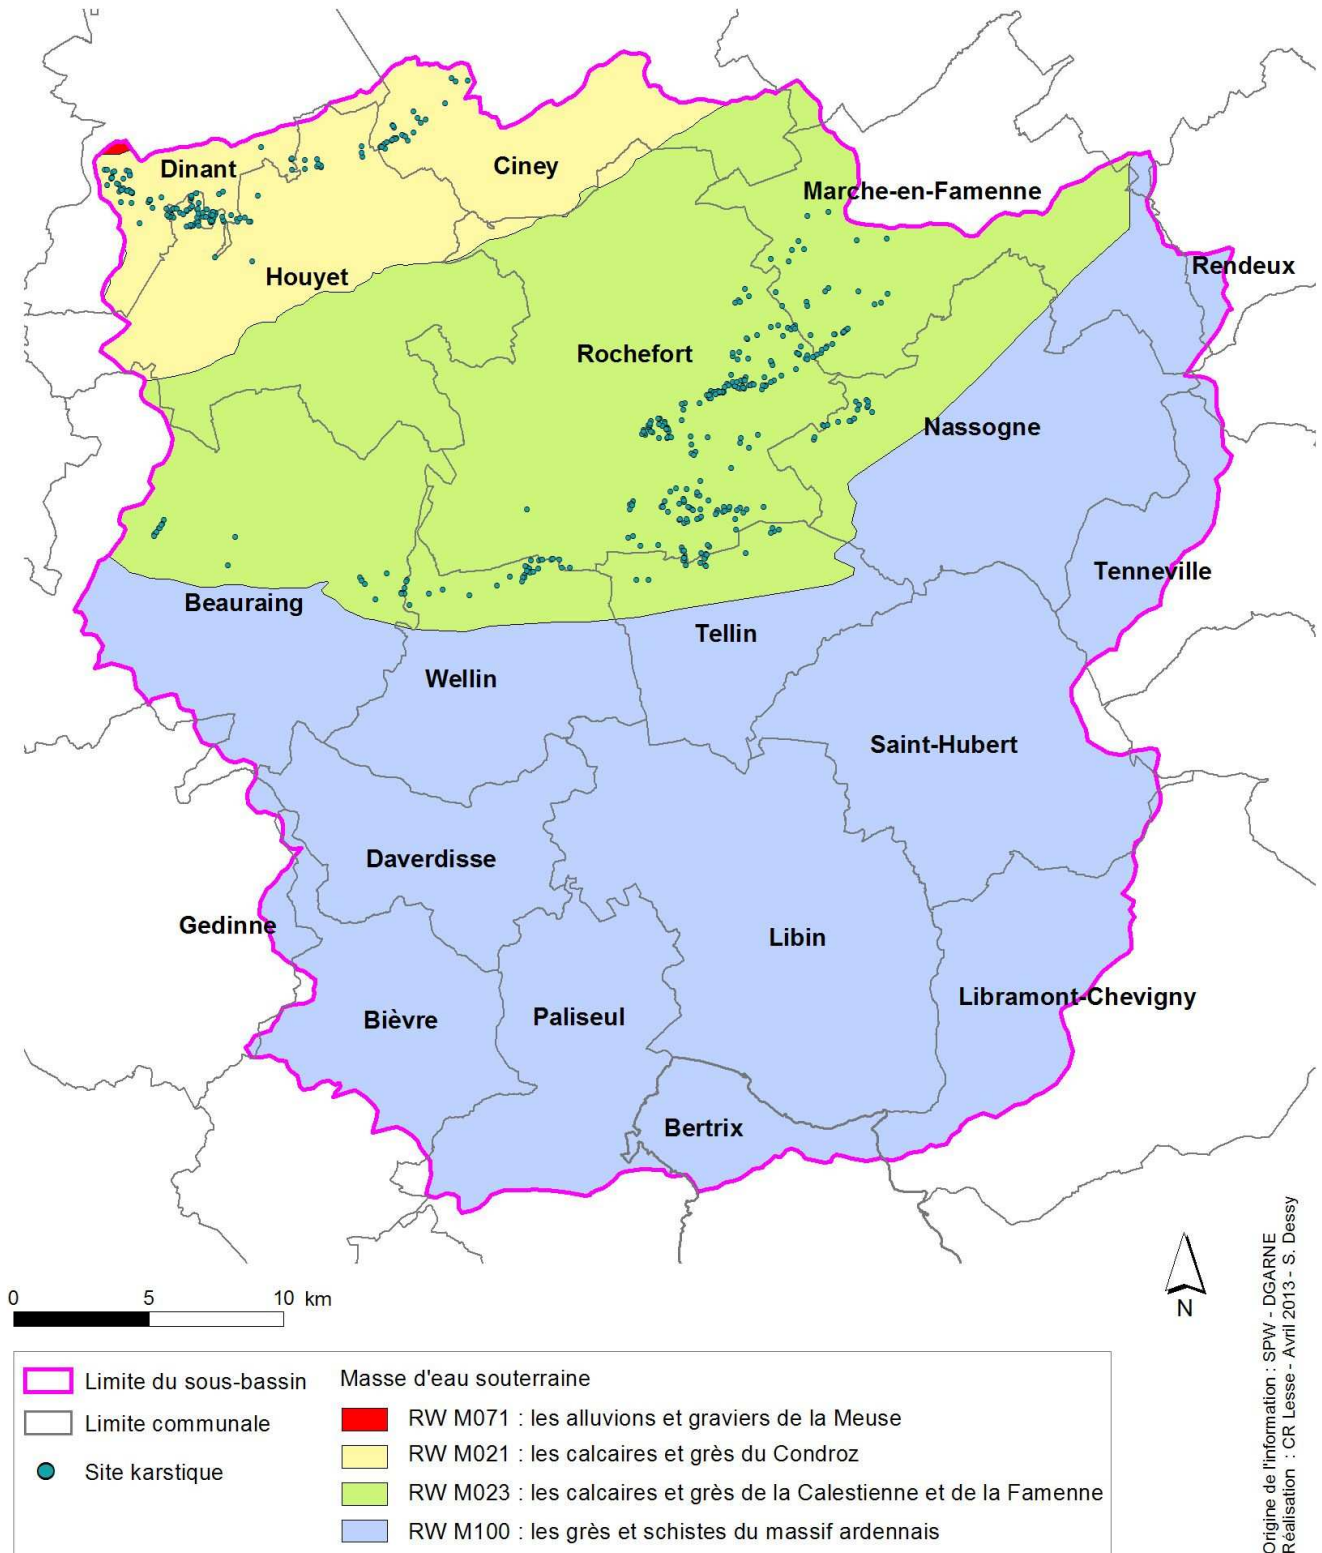 Dinant
Ciney
Marche-en-Famenne
Houyet
Rendeux
Rochefort
Nassogne
Tenneville
Beauraing
Tellin
Wellin
Saint-Hubert
Daverdisse
Gedinne
Libin
Libramont-Chevigny
Bièvre
Paliseul
Bertrix
0 5 10 km
N
Origine de l'information : SPW - DGARNE
Réalisation : CR Lesse - Avril 2013 - S. Dessy
Limite du sous-bassin
Limite communale
Site karstique
Masse d'eau souterraine
RW M071 : les alluvions et graviers de la Meuse
RW M021 : les calcaires et grès du Condroz
RW M023 : les calcaires et grès de la Calestienne et de la Famenne
RW M100 : les grès et schistes du massif ardennais